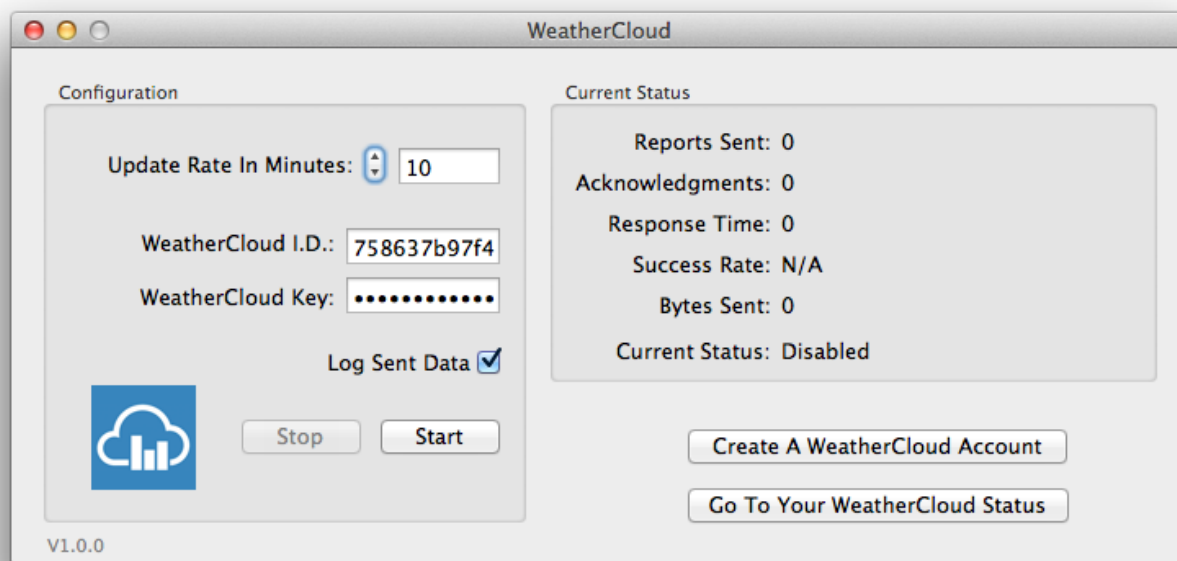 WeatherCloud
Configuration
Update Rate In Minutes: 10
WeatherCloud I.D.: 758637b97f4
WeatherCloud Key: ••••••••••••
Log Sent Data
Stop
Start
V1.0.0
Current Status
Reports Sent: 0
Acknowledgments: 0
Response Time: 0
Success Rate: N/A
Bytes Sent: 0
Current Status: Disabled
Create A WeatherCloud Account
Go To Your WeatherCloud Status